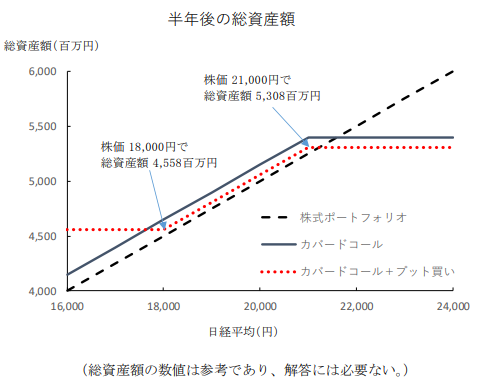 半年後の総資産額
総資産額(百万円)
6,000
5,500
5,000
4,500
4,000
株価 21,000円で
総資産額 5,308百万円
株価 18,000円で
総資産額 4,558百万円
株式ポートフォリオ
カバードコール
カバードコール＋プット買い
16,000
18,000
20,000
22,000
24,000
日経平均(円)
（総資産額の数値は参考であり、解答には必要ない。）